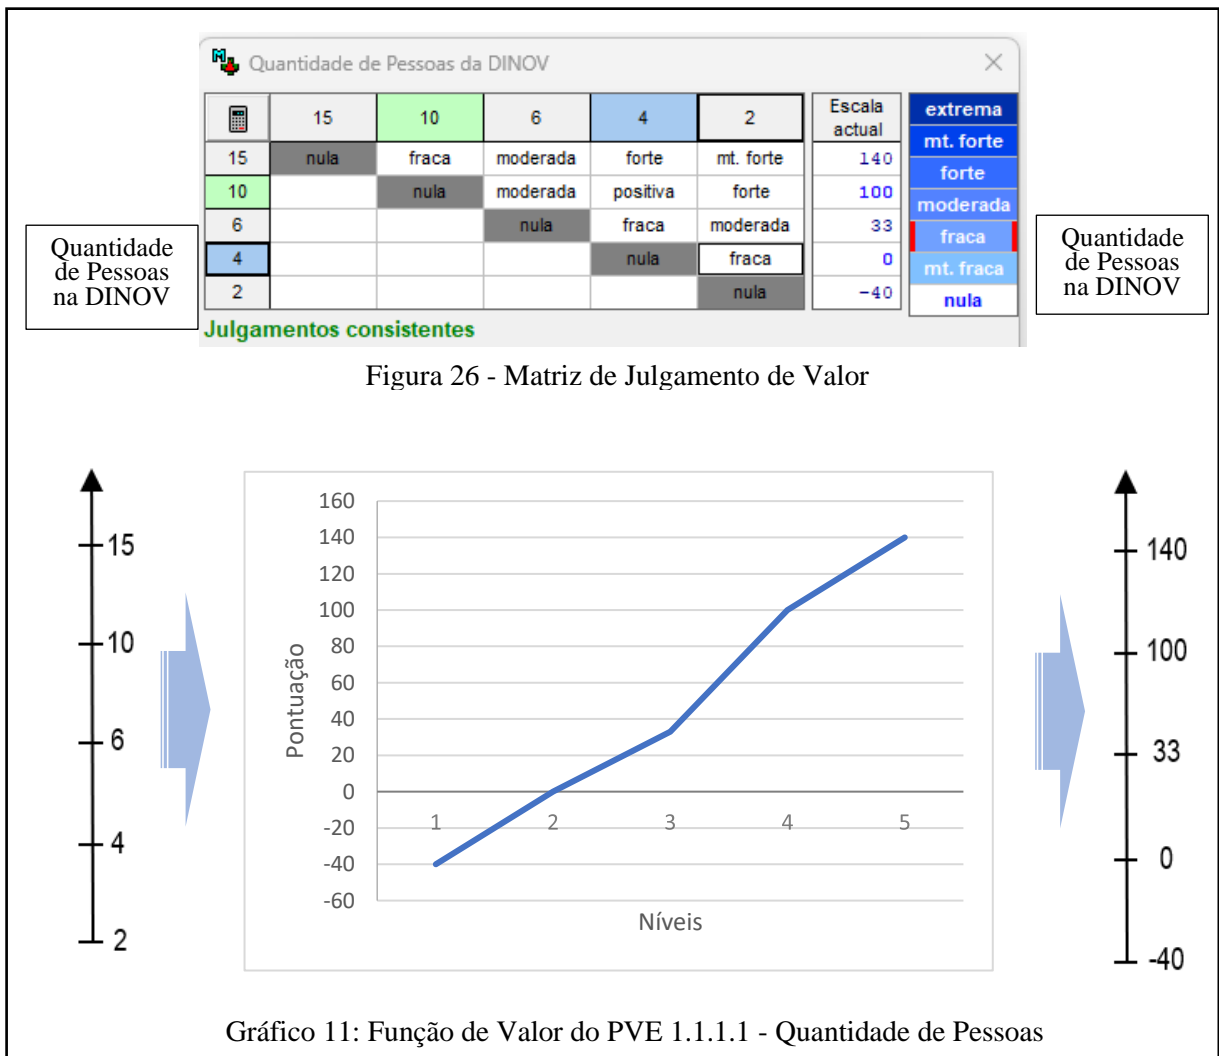 Quantidade de Pessoas da DINOV
15 10 6 4 2 Escala actual
15 nula fraca moderada forte mt. forte 140
10 nula moderada positiva forte 100
6 nula fraca moderada 33
4 nula fraca 0
2 nula -40
extrema
mt. forte
forte
moderada
fraca
mt. fraca
nula
Julgamentos consistentes
Quantidade
de Pessoas
na DINOV
Quantidade
de Pessoas
na DINOV
Figura 26 - Matriz de Julgamento de Valor
15
10
6
4
2
160
140
120
100
80
60
40
20
0
-20
-40
-60
Pontuação
1 2 3 4 5
Níveis
140
100
33
0
-40
Gráfico 11: Função de Valor do PVE 1.1.1.1 - Quantidade de Pessoas